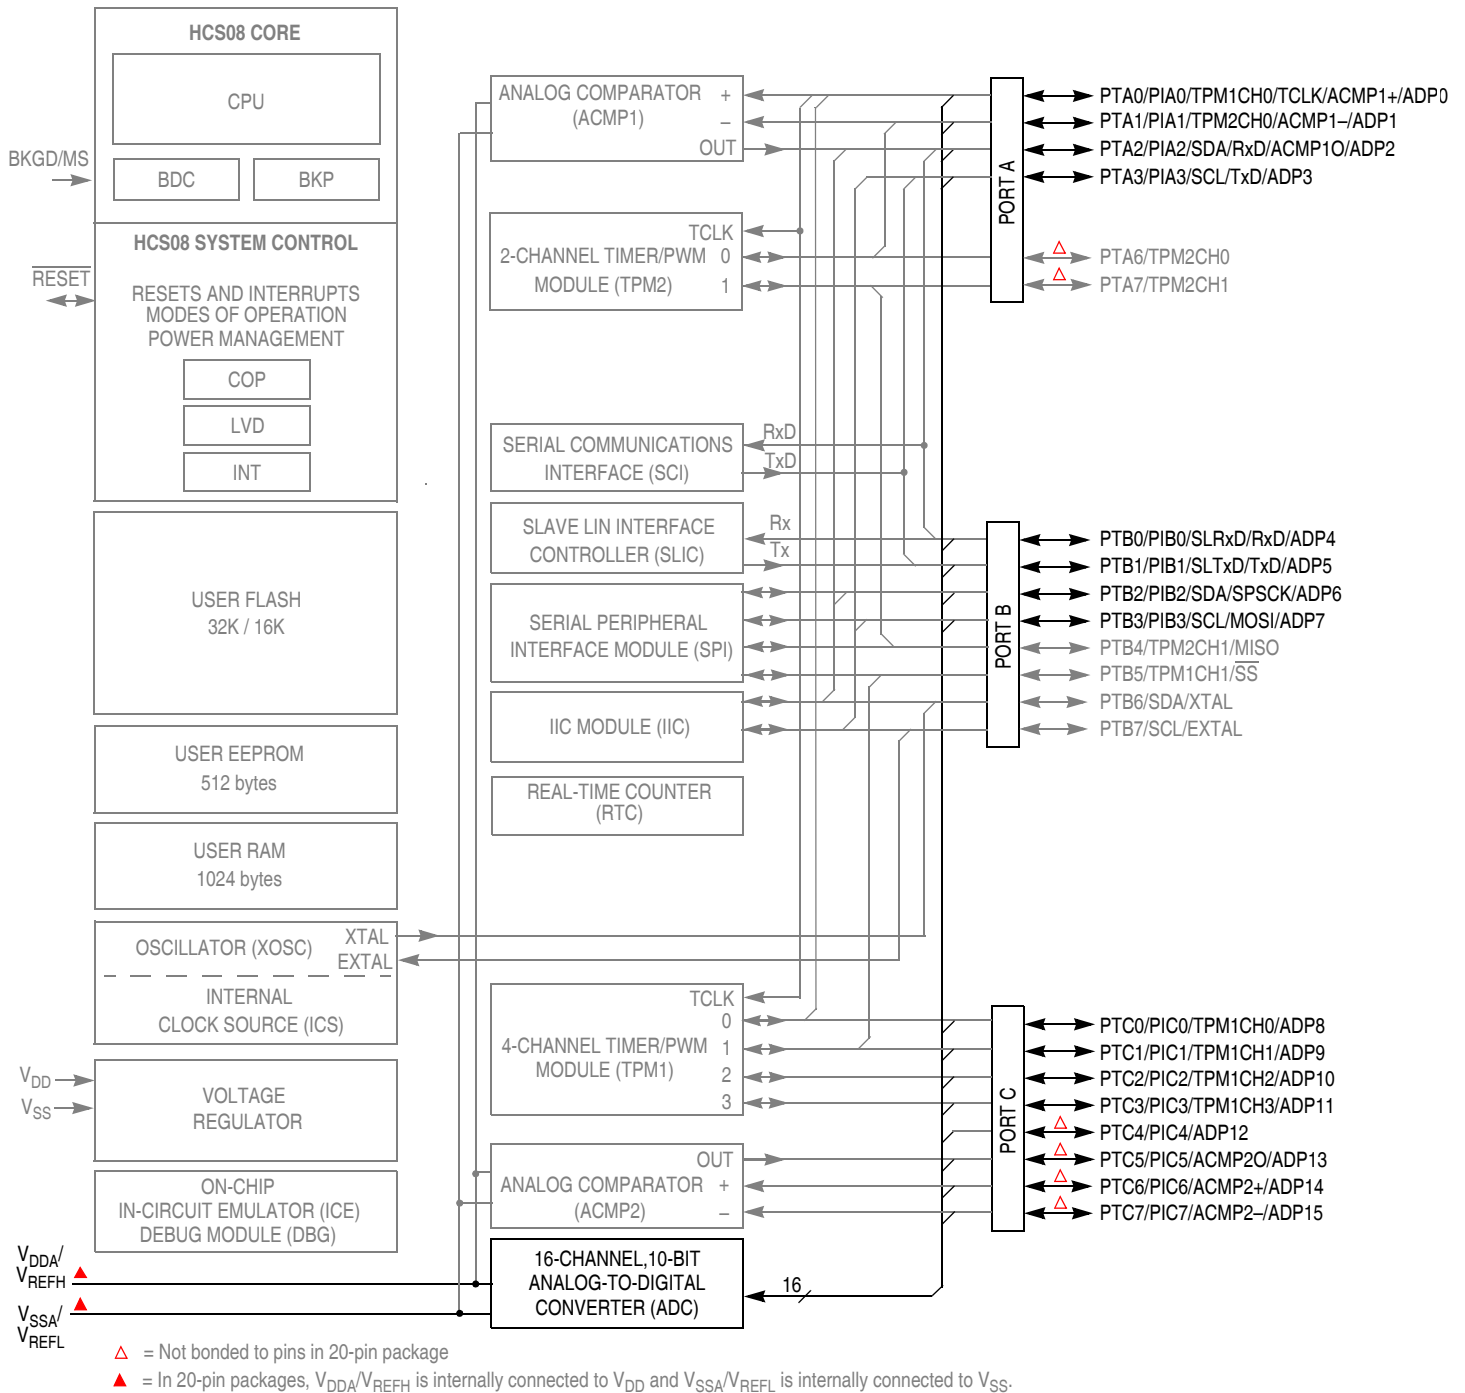 HCS08 CORE
CPU
BDC
BKP
BKGD/MS
HCS08 SYSTEM CONTROL
RESET
RESETS AND INTERRUPTS
MODES OF OPERATION
POWER MANAGEMENT
COP
LVD
INT
USER FLASH
32K / 16K
USER EEPROM
512 bytes
USER RAM
1024 bytes
OSCILLATOR (XOSC)
XTAL
EXTAL
INTERNAL
CLOCK SOURCE (ICS)
VDD
VSS
VOLTAGE
REGULATOR
ON-CHIP
IN-CIRCUIT EMULATOR (ICE)
DEBUG MODULE (DBG)
VDDA/
VREFH
VSSA/
VREFL
ANALOG COMPARATOR
(ACMP1)
+
–
OUT
TCLK
2-CHANNEL TIMER/PWM 0
MODULE (TPM2) 1
SERIAL COMMUNICATIONS
INTERFACE (SCI)
RxD
TxD
SLAVE LIN INTERFACE
CONTROLLER (SLIC)
Rx
Tx
SERIAL PERIPHERAL
INTERFACE MODULE (SPI)
IIC MODULE (IIC)
REAL-TIME COUNTER
(RTC)
TCLK
0
4-CHANNEL TIMER/PWM 1
MODULE (TPM1) 2
3
OUT
ANALOG COMPARATOR +
(ACMP2) –
16-CHANNEL,10-BIT
ANALOG-TO-DIGITAL
CONVERTER (ADC)
16
PORT A
PTA0/PIA0/TPM1CH0/TCLK/ACMP1+/ADP0
PTA1/PIA1/TPM2CH0/ACMP1–/ADP1
PTA2/PIA2/SDA/RxD/ACMP1O/ADP2
PTA3/PIA3/SCL/TxD/ADP3
PTA6/TPM2CH0
PTA7/TPM2CH1
PORT B
PTB0/PIB0/SLRxD/RxD/ADP4
PTB1/PIB1/SLTxD/TxD/ADP5
PTB2/PIB2/SDA/SPSCK/ADP6
PTB3/PIB3/SCL/MOSI/ADP7
PTB4/TPM2CH1/MISO
PTB5/TPM1CH1/SS
PTB6/SDA/XTAL
PTB7/SCL/EXTAL
PORT C
PTC0/PIC0/TPM1CH0/ADP8
PTC1/PIC1/TPM1CH1/ADP9
PTC2/PIC2/TPM1CH2/ADP10
PTC3/PIC3/TPM1CH3/ADP11
PTC4/PIC4/ADP12
PTC5/PIC5/ACMP2O/ADP13
PTC6/PIC6/ACMP2+/ADP14
PTC7/PIC7/ACMP2–/ADP15
△ = Not bonded to pins in 20-pin package
▲ = In 20-pin packages, VDDA/VREFH is internally connected to VDD and VSSA/VREFL is internally connected to VSS.